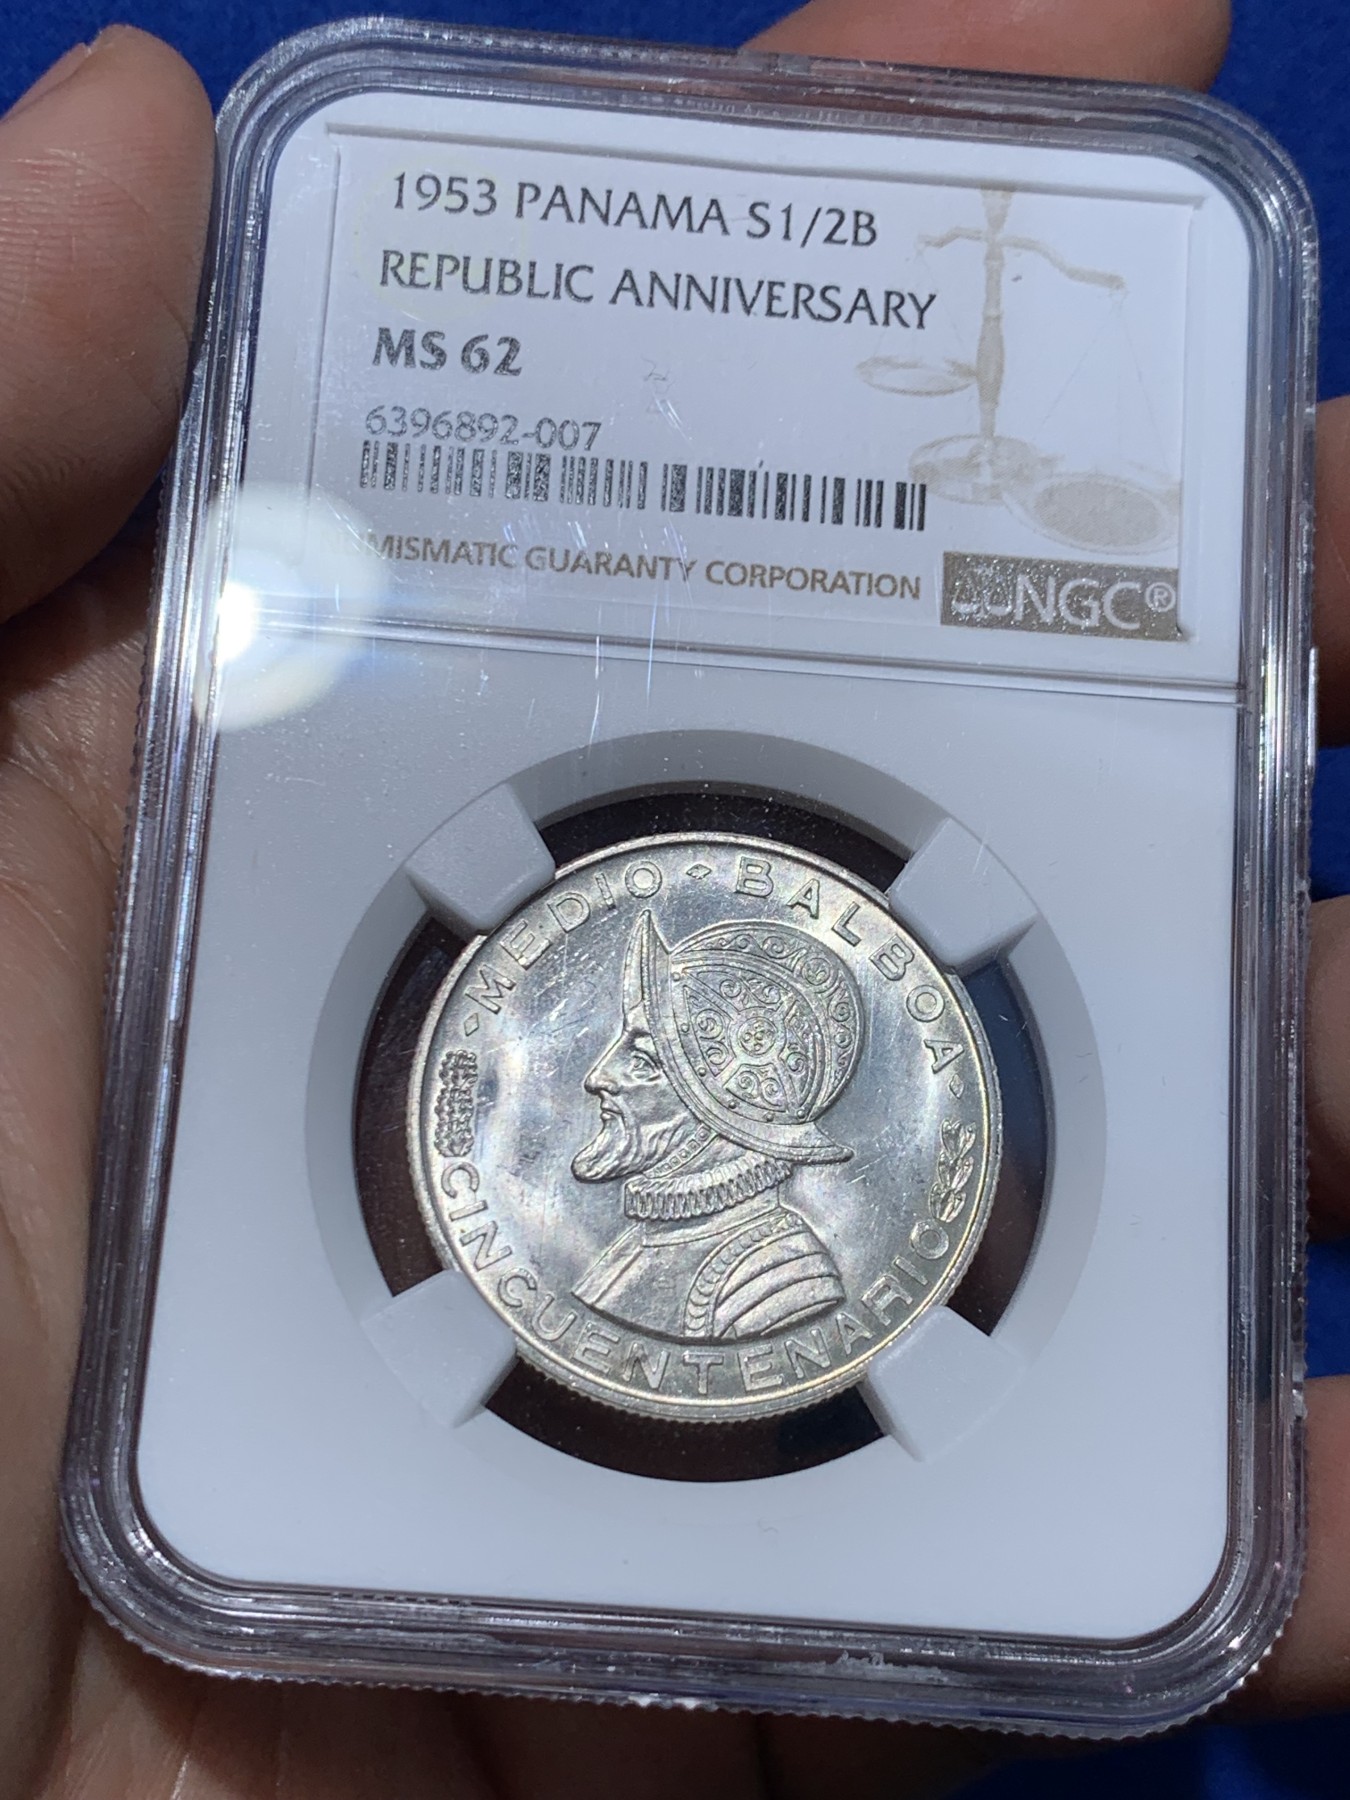 1953 PANAMA S1/2B
REPUBLIC ANNIVERSARY
MS 62
6396892-007
NUMISMATIC GUARANTY CORPORATION
NGC®
MEDIO BALBOA
CINCUENTENARIO